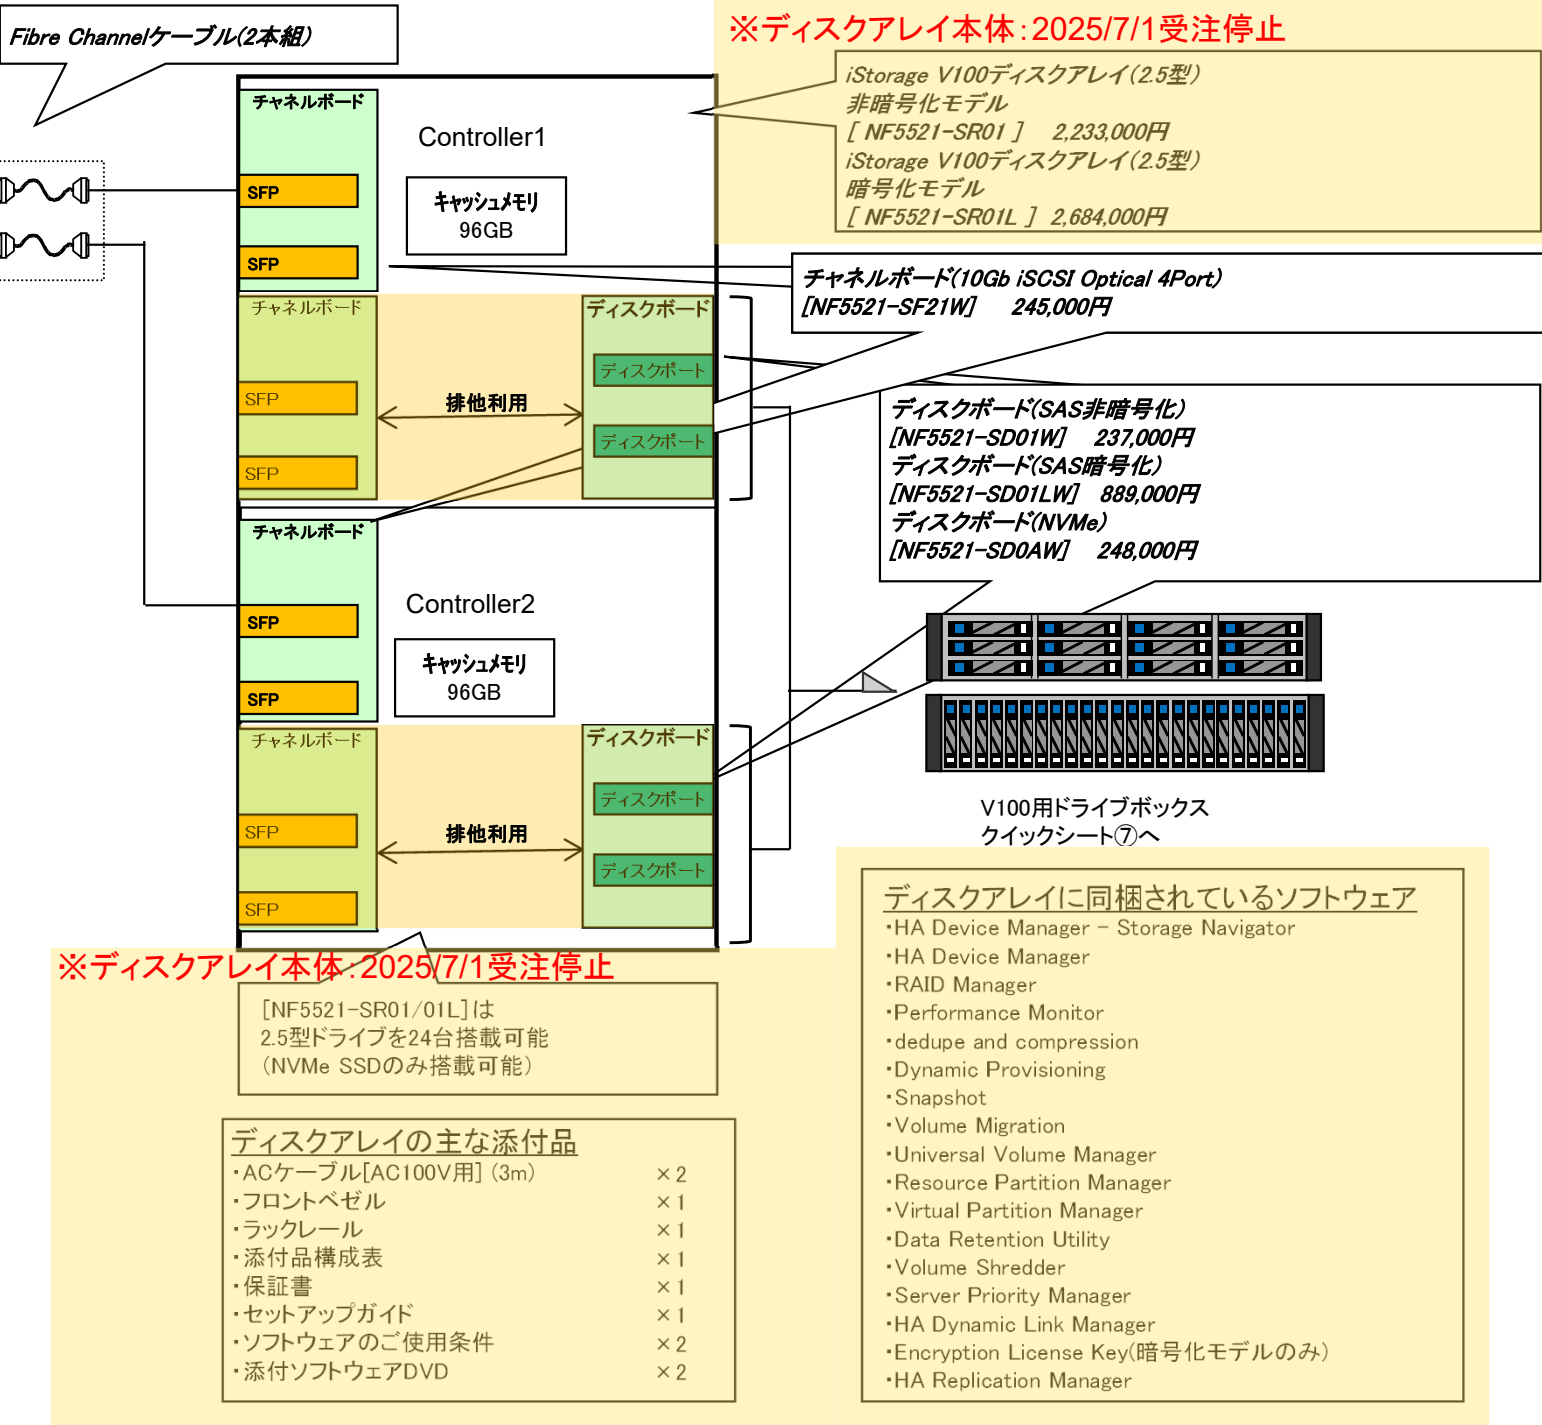 Fibre Channelケーブル(2本組)
※ディスクアレイ本体：2025/7/1受注停止
iStorage V100ディスクアレイ(2.5型)
非暗号化モデル
[ NF5521-SR01 ] 2,233,000円
iStorage V100ディスクアレイ(2.5型)
暗号化モデル
[ NF5521-SR01L ] 2,684,000円
チャネルボード
Controller1
SFP
キャッシュメモリ
96GB
SFP
チャネルボード(10Gb iSCSI Optical 4Port)
[NF5521-SF21W] 245,000円
チャネルボード
ディスクボード
ディスクポート
SFP
排他利用
ディスクポート
SFP
ディスクボード(SAS非暗号化)
[NF5521-SD01W] 237,000円
ディスクボード(SAS暗号化)
[NF5521-SD01LW] 889,000円
ディスクボード(NVMe)
[NF5521-SD0AW] 248,000円
チャネルボード
Controller2
SFP
キャッシュメモリ
96GB
SFP
チャネルボード
ディスクボード
ディスクポート
SFP
排他利用
ディスクポート
SFP
V100用ドライブボックス
クイックシート⑦へ
※ディスクアレイ本体：2025/7/1受注停止
[NF5521-SR01/01L]は
2.5型ドライブを24台搭載可能
(NVMe SSDのみ搭載可能)
ディスクアレイの主な添付品
・ACケーブル[AC100V用] (3m) ×2
・フロントベゼル ×1
・ラックレール ×1
・添付品構成表 ×1
・保証書 ×1
・セットアップガイド ×1
・ソフトウェアのご使用条件 ×2
・添付ソフトウェアDVD ×2
ディスクアレイに同梱されているソフトウェア
・HA Device Manager - Storage Navigator
・HA Device Manager
・RAID Manager
・Performance Monitor
・dedupe and compression
・Dynamic Provisioning
・Snapshot
・Volume Migration
・Universal Volume Manager
・Resource Partition Manager
・Virtual Partition Manager
・Data Retention Utility
・Volume Shredder
・Server Priority Manager
・HA Dynamic Link Manager
・Encryption License Key(暗号化モデルのみ)
・HA Replication Manager